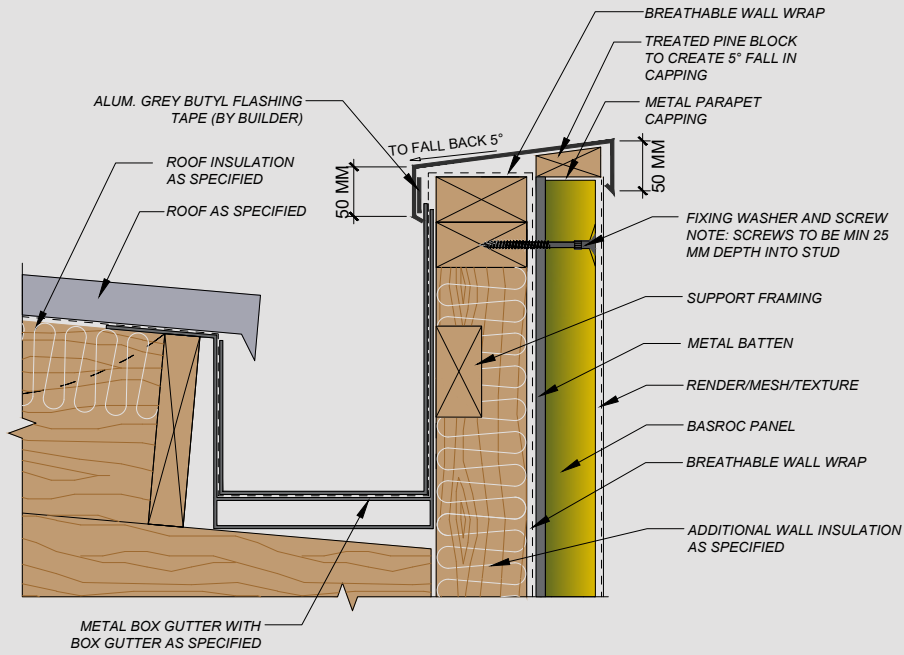 BREATHABLE WALL WRAP
TREATED PINE BLOCK
TO CREATE 5° FALL IN
CAPPING
METAL PARAPET
CAPPING
ALUM. GREY BUTYL FLASHING
TAPE (BY BUILDER)
TO FALL BACK 5°
50 MM
50 MM
ROOF INSULATION
AS SPECIFIED
ROOF AS SPECIFIED
FIXING WASHER AND SCREW
NOTE: SCREWS TO BE MIN 25
MM DEPTH INTO STUD
SUPPORT FRAMING
METAL BATTEN
RENDER/MESH/TEXTURE
BASROC PANEL
BREATHABLE WALL WRAP
ADDITIONAL WALL INSULATION
AS SPECIFIED
METAL BOX GUTTER WITH
BOX GUTTER AS SPECIFIED